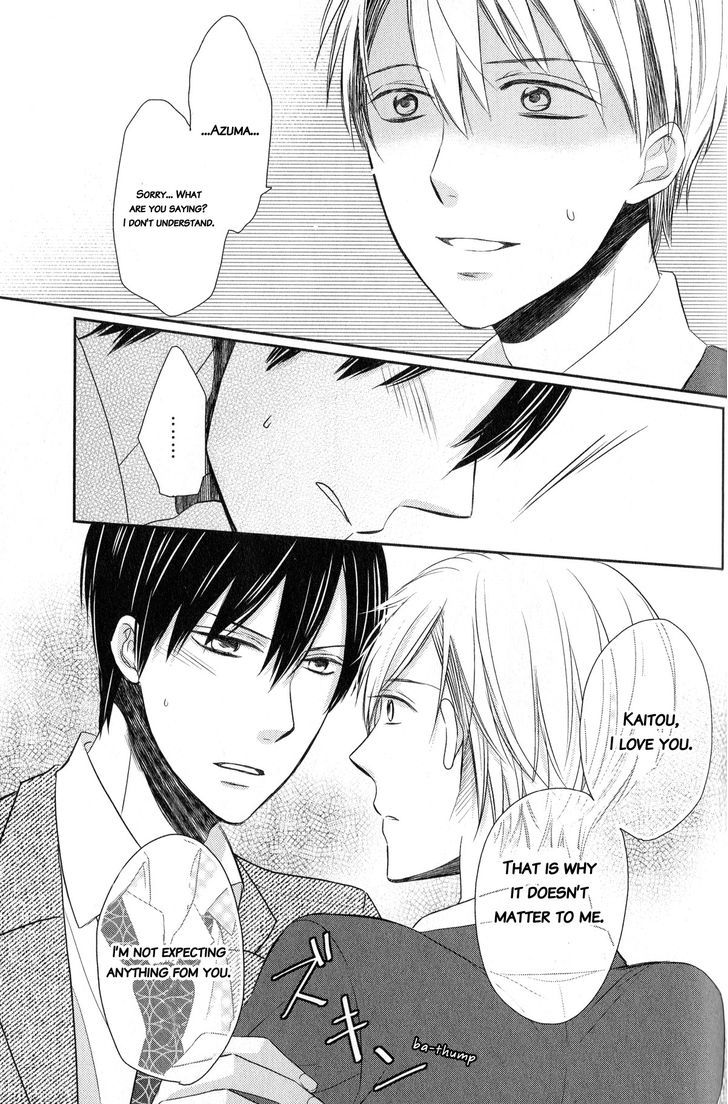 ...AZUMA...
SORRY... WHAT
ARE YOU SAYING?
I DON'T UNDERSTAND.
......
KAITOU,
I LOVE YOU.
THAT IS WHY
IT DOESN'T
MATTER TO ME.
I'M NOT EXPECTING
ANYTHING FOM YOU.
ズキン
ba-thump